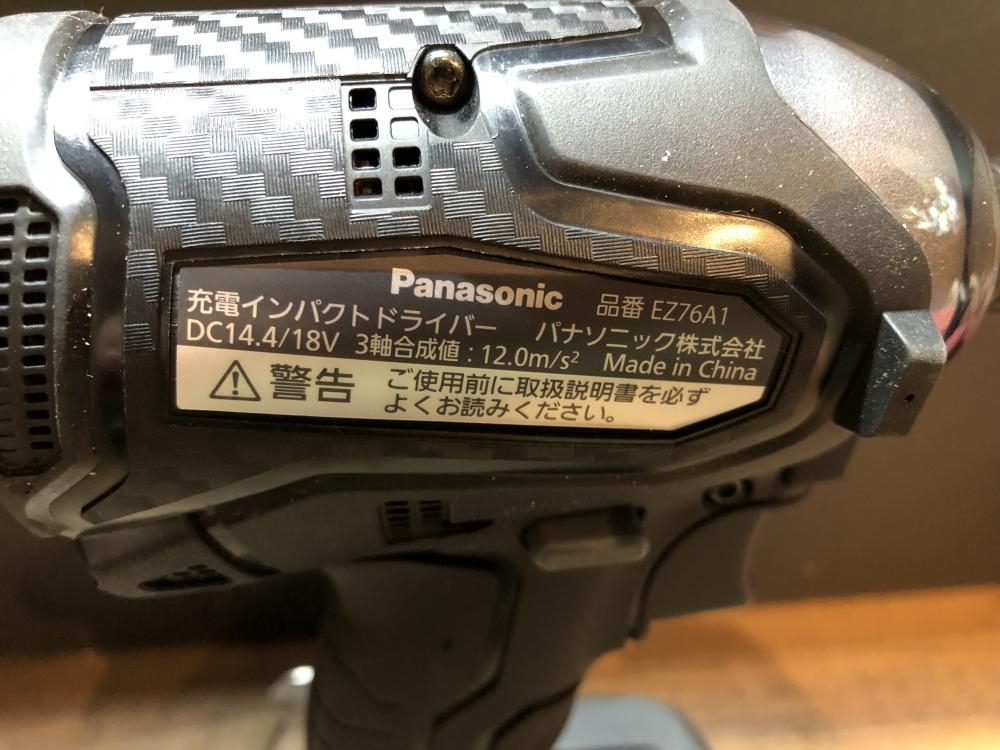 Panasonic 品番 EZ76A1
充電インパクトドライバー パナソニック株式会社
DC14.4/18V 3軸合成値:12.0m/s² Made in China
警告 ご使用前に取扱説明書を必ず
よくお読みください。